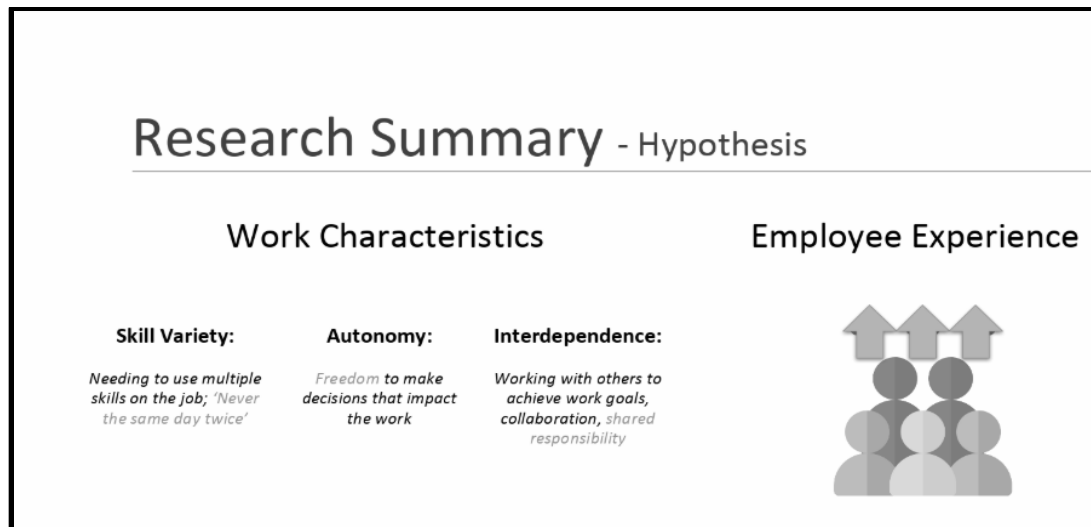 Research Summary - Hypothesis
Work Characteristics
Employee Experience
Skill Variety:
Needing to use multiple
skills on the job; ‘Never
the same day twice’
Autonomy:
Freedom to make
decisions that impact
the work
Interdependence:
Working with others to
achieve work goals,
collaboration, shared
responsibility